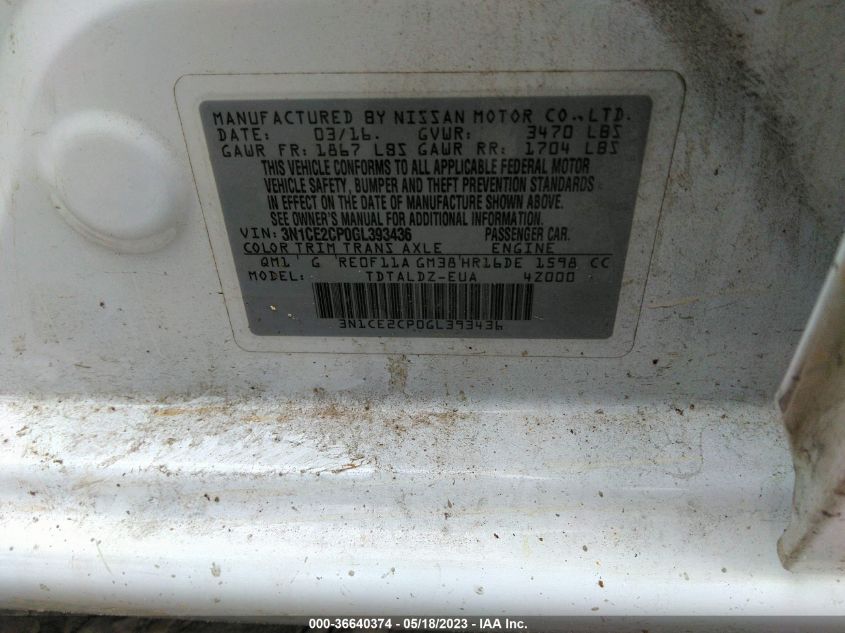 MANUFACTURED BY NISSAN MOTOR CO.,LTD.
DATE: 03/16. GVWR: 3470 LBS
GAWR FR: 1867 LBS GAWR RR: 1704 LBS
THIS VEHICLE CONFORMS TO ALL APPLICABLE FEDERAL MOTOR
VEHICLE SAFETY, BUMPER AND THEFT PREVENTION STANDARDS
IN EFFECT ON THE DATE OF MANUFACTURE SHOWN ABOVE.
SEE OWNER'S MANUAL FOR ADDITIONAL INFORMATION.
VIN: 3N1CE2CP0GL393436 PASSENGER CAR.
COLOR TRIM TRANS AXLE ENGINE
QM1 G RE0F11A GM38 HR16DE 1598 CC
MODEL: TDTALDZ-EUA 42000
3N1CE2CP0GL393436
000-36640374 — 05/18/2023 — IAA Inc.